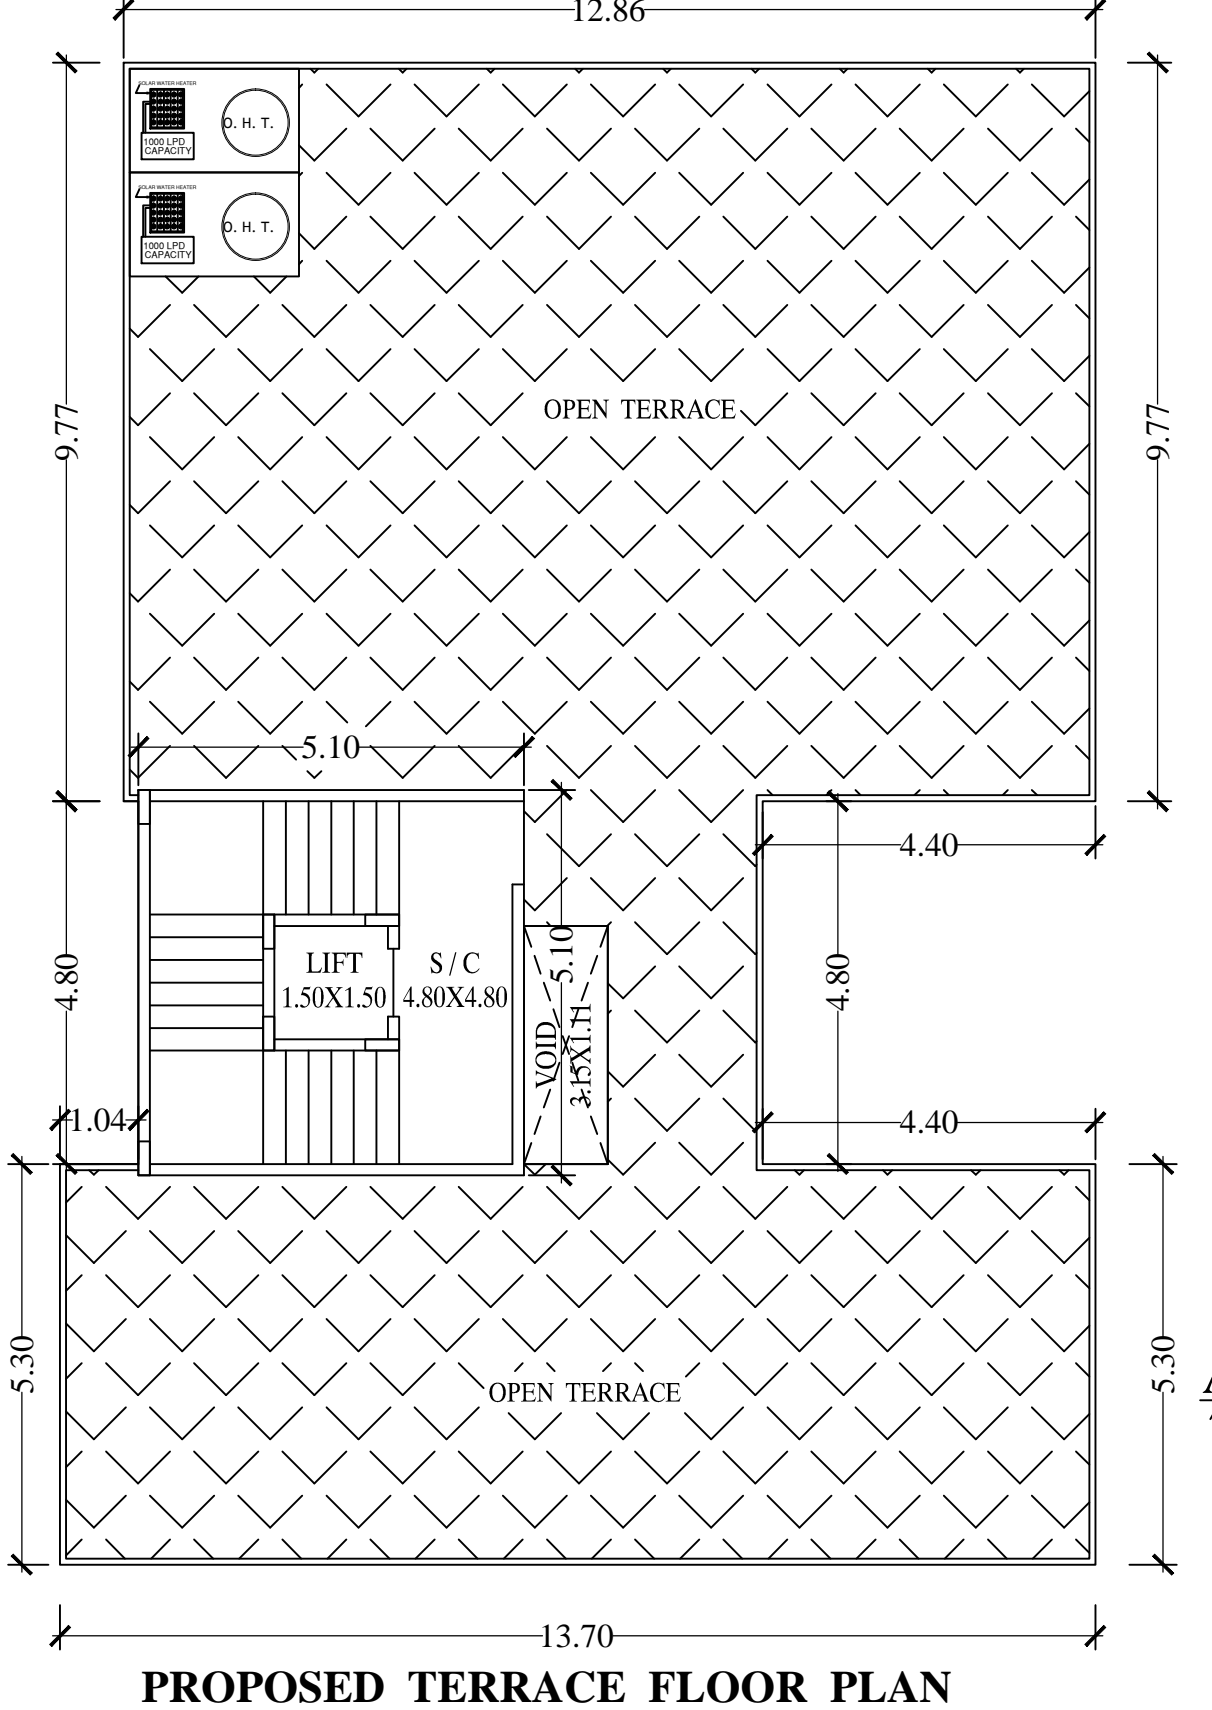 12.86
SOLAR WATER HEATER
O. H. T.
1000 LPD
CAPACITY
SOLAR WATER HEATER
O. H. T.
1000 LPD
CAPACITY
9.77
OPEN TERRACE
9.77
5.10
4.40
4.80
LIFT
1.50X1.50
S / C
4.80X4.80
5.10
VOID
3.15X1.11
4.80
1.04
4.40
5.30
OPEN TERRACE
5.30
13.70
PROPOSED TERRACE FLOOR PLAN